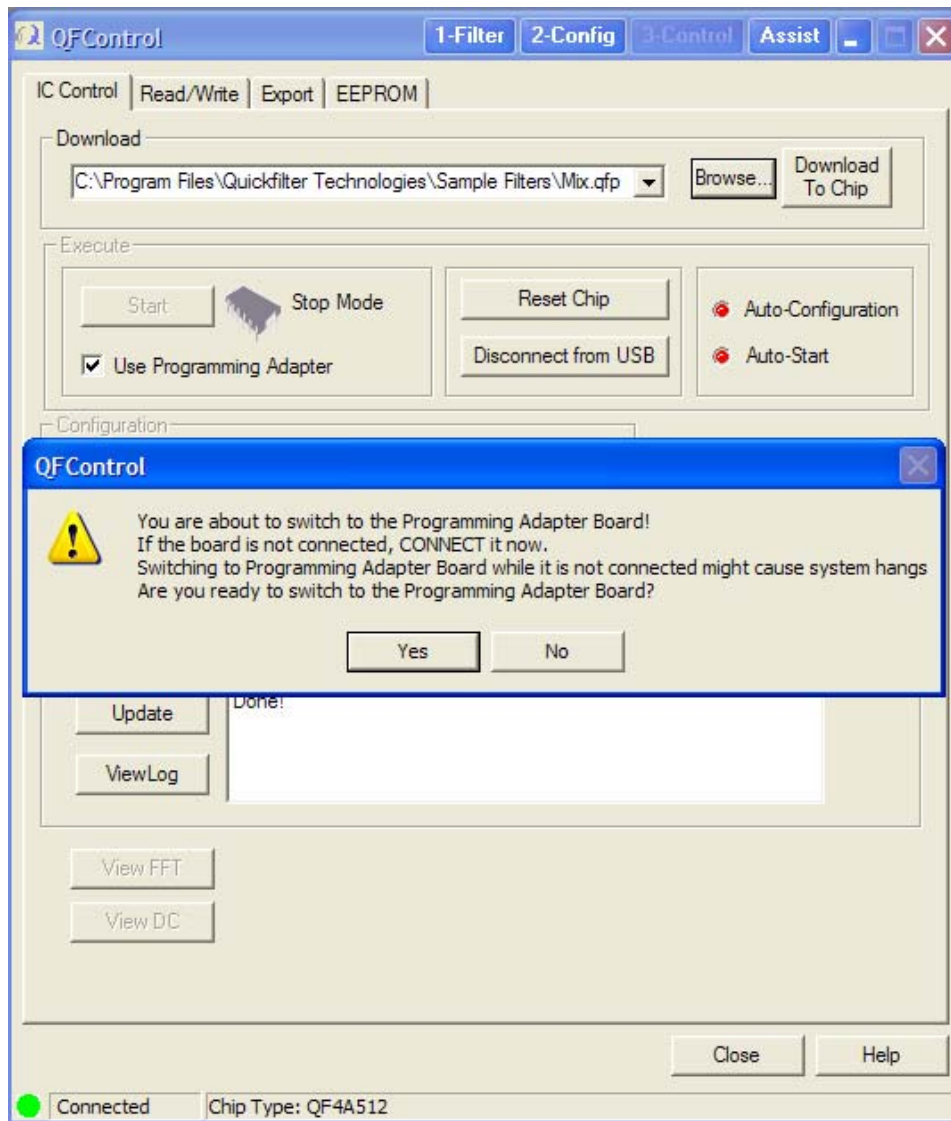 QFControl 1-Filter 2-Config 3-Control Assist
IC Control Read/Write Export EEPROM
Download
C:\Program Files\Quickfilter Technologies\Sample Filters\Mix.qfp Browse... Download To Chip
Execute
Start Stop Mode Reset Chip Auto-Configuration
Use Programming Adapter Disconnect from USB Auto-Start
Configuration
QFControl
You are about to switch to the Programming Adapter Board!
If the board is not connected, CONNECT it now.
Switching to Programming Adapter Board while it is not connected might cause system hangs
Are you ready to switch to the Programming Adapter Board?
Yes No
Update Done!
ViewLog
View FFT
View DC
Close Help
Connected Chip Type: QF4A512